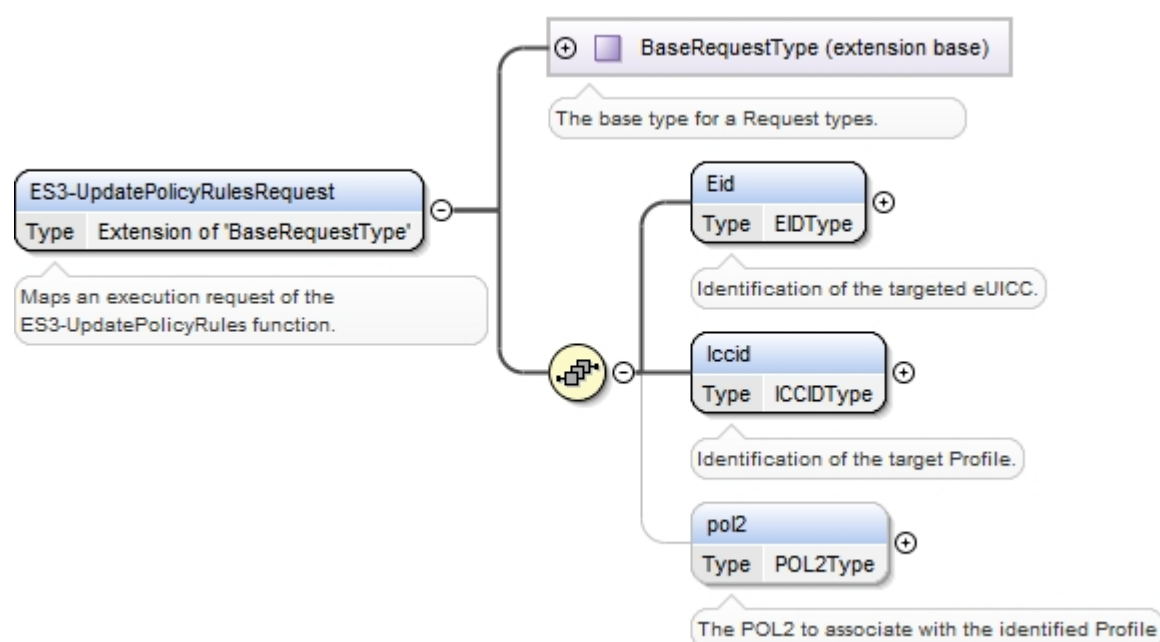 BaseRequestType (extension base)
The base type for a Request types.
ES3-UpdatePolicyRulesRequest
Type Extension of 'BaseRequestType'
Maps an execution request of the
ES3-UpdatePolicyRules function.
Eid
Type EIDType
Identification of the targeted eUICC.
Iccid
Type ICCIDType
Identification of the target Profile.
pol2
Type POL2Type
The POL2 to associate with the identified Profile